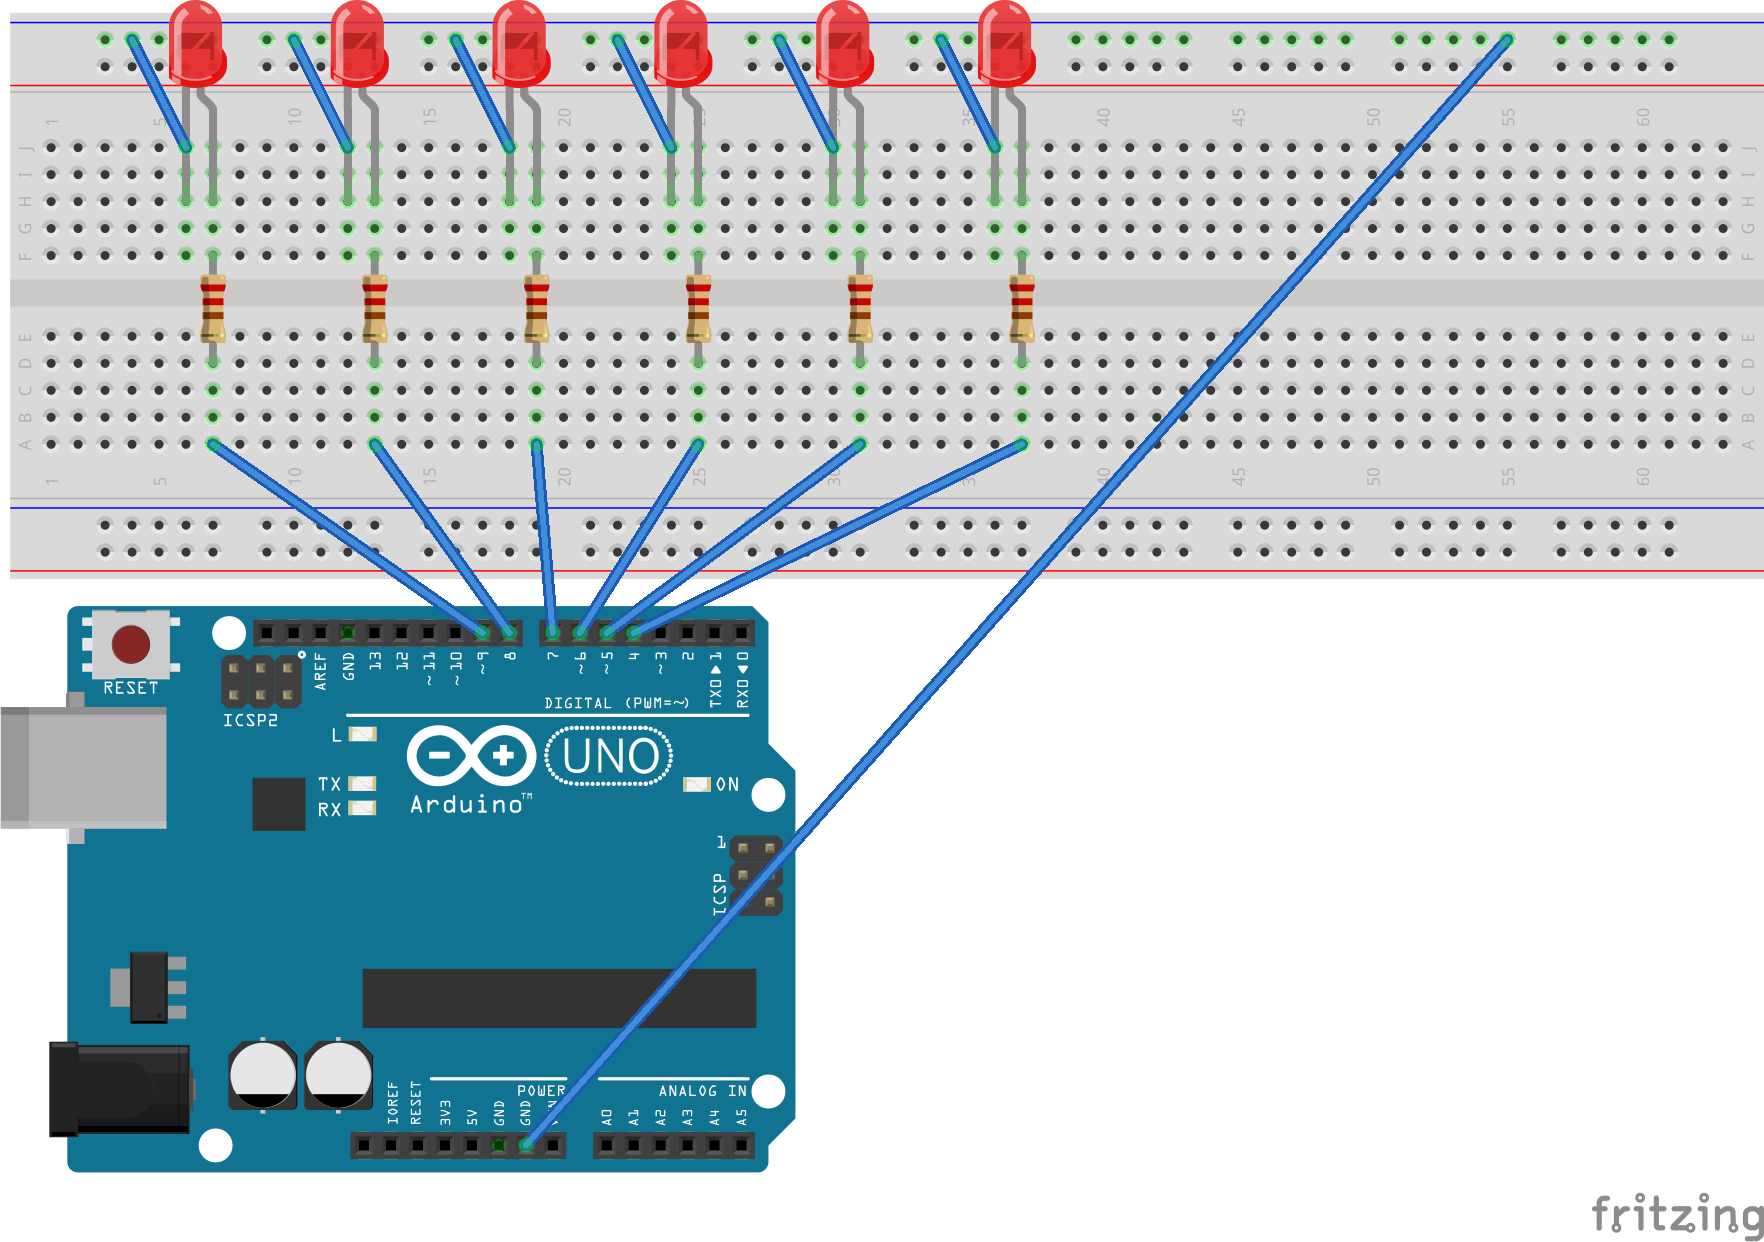 1 5 10 15 20 25 30 35 40 45 50 55 60
J J
I I
H H
G G
F F
E E
D D
C C
B B
A A
1 5 10 15 20 25 30 35 40 45 50 55 60
RESET
ICSP2
AREF GND 13 12 ~11 ~10 ~9 8 7 ~6 ~5 4 ~3 2 TX0▶1 RX0◀0
DIGITAL (PWM=~)
L
TX
RX
UNO
Arduino™
ON
1
ICSP
POWER
ANALOG IN
IOREF RESET 3V3 5V GND GND VIN A0 A1 A2 A3 A4 A5
fritzing